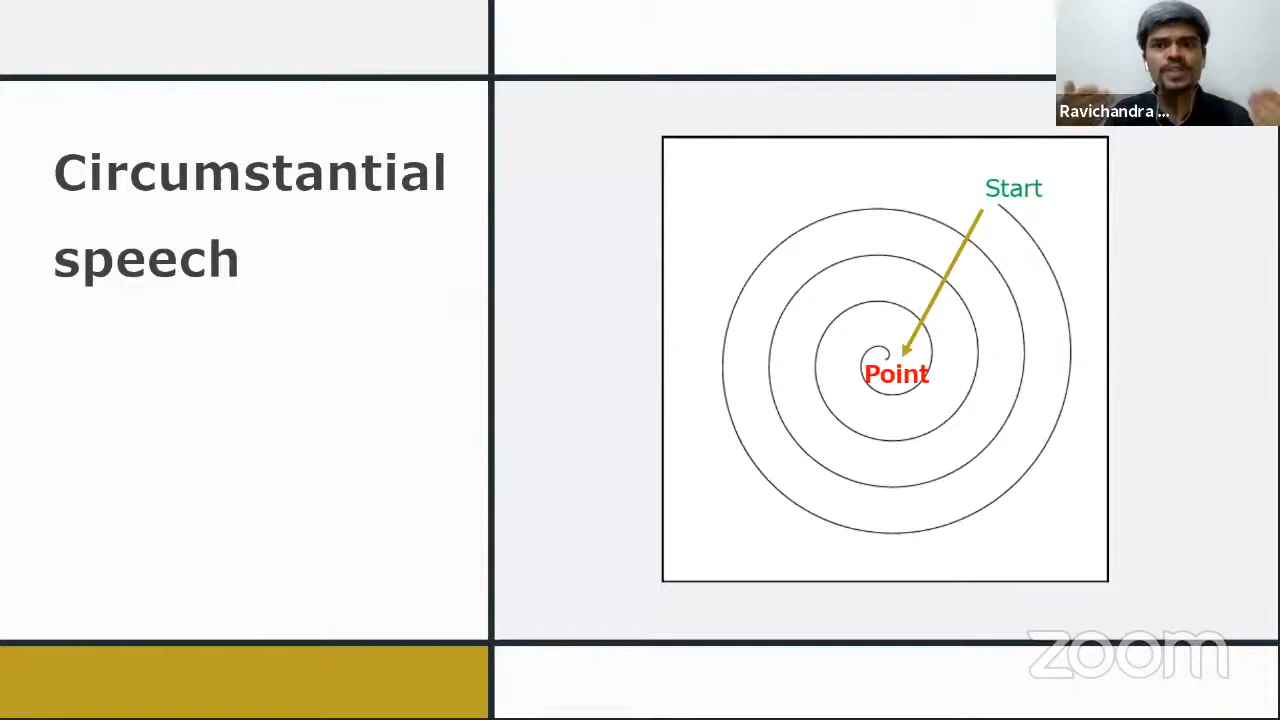 Circumstantial
speech
Ravichandra ...
Start
Point
zoom